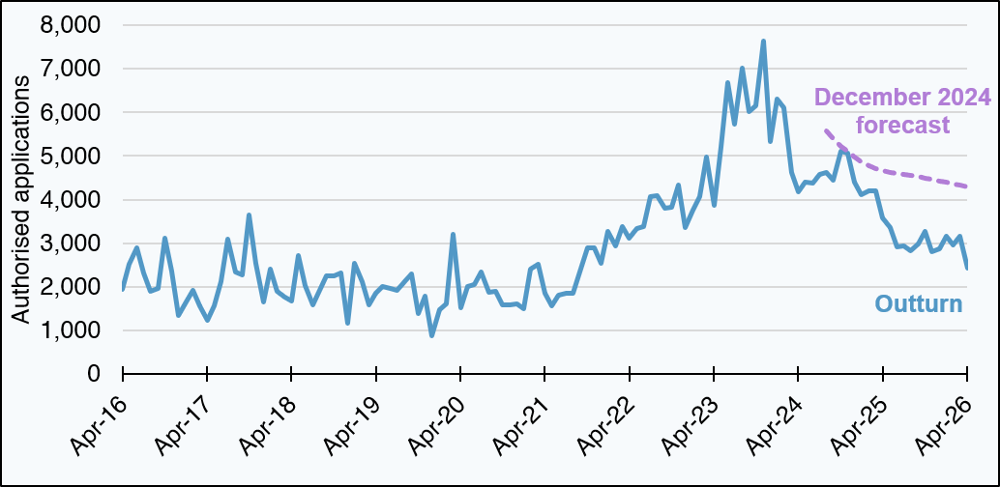 8,000
7,000
6,000
5,000
4,000
3,000
2,000
1,000
0
Authorised applications
December 2024
forecast
Outturn
Apr-16
Apr-17
Apr-18
Apr-19
Apr-20
Apr-21
Apr-22
Apr-23
Apr-24
Apr-25
Apr-26